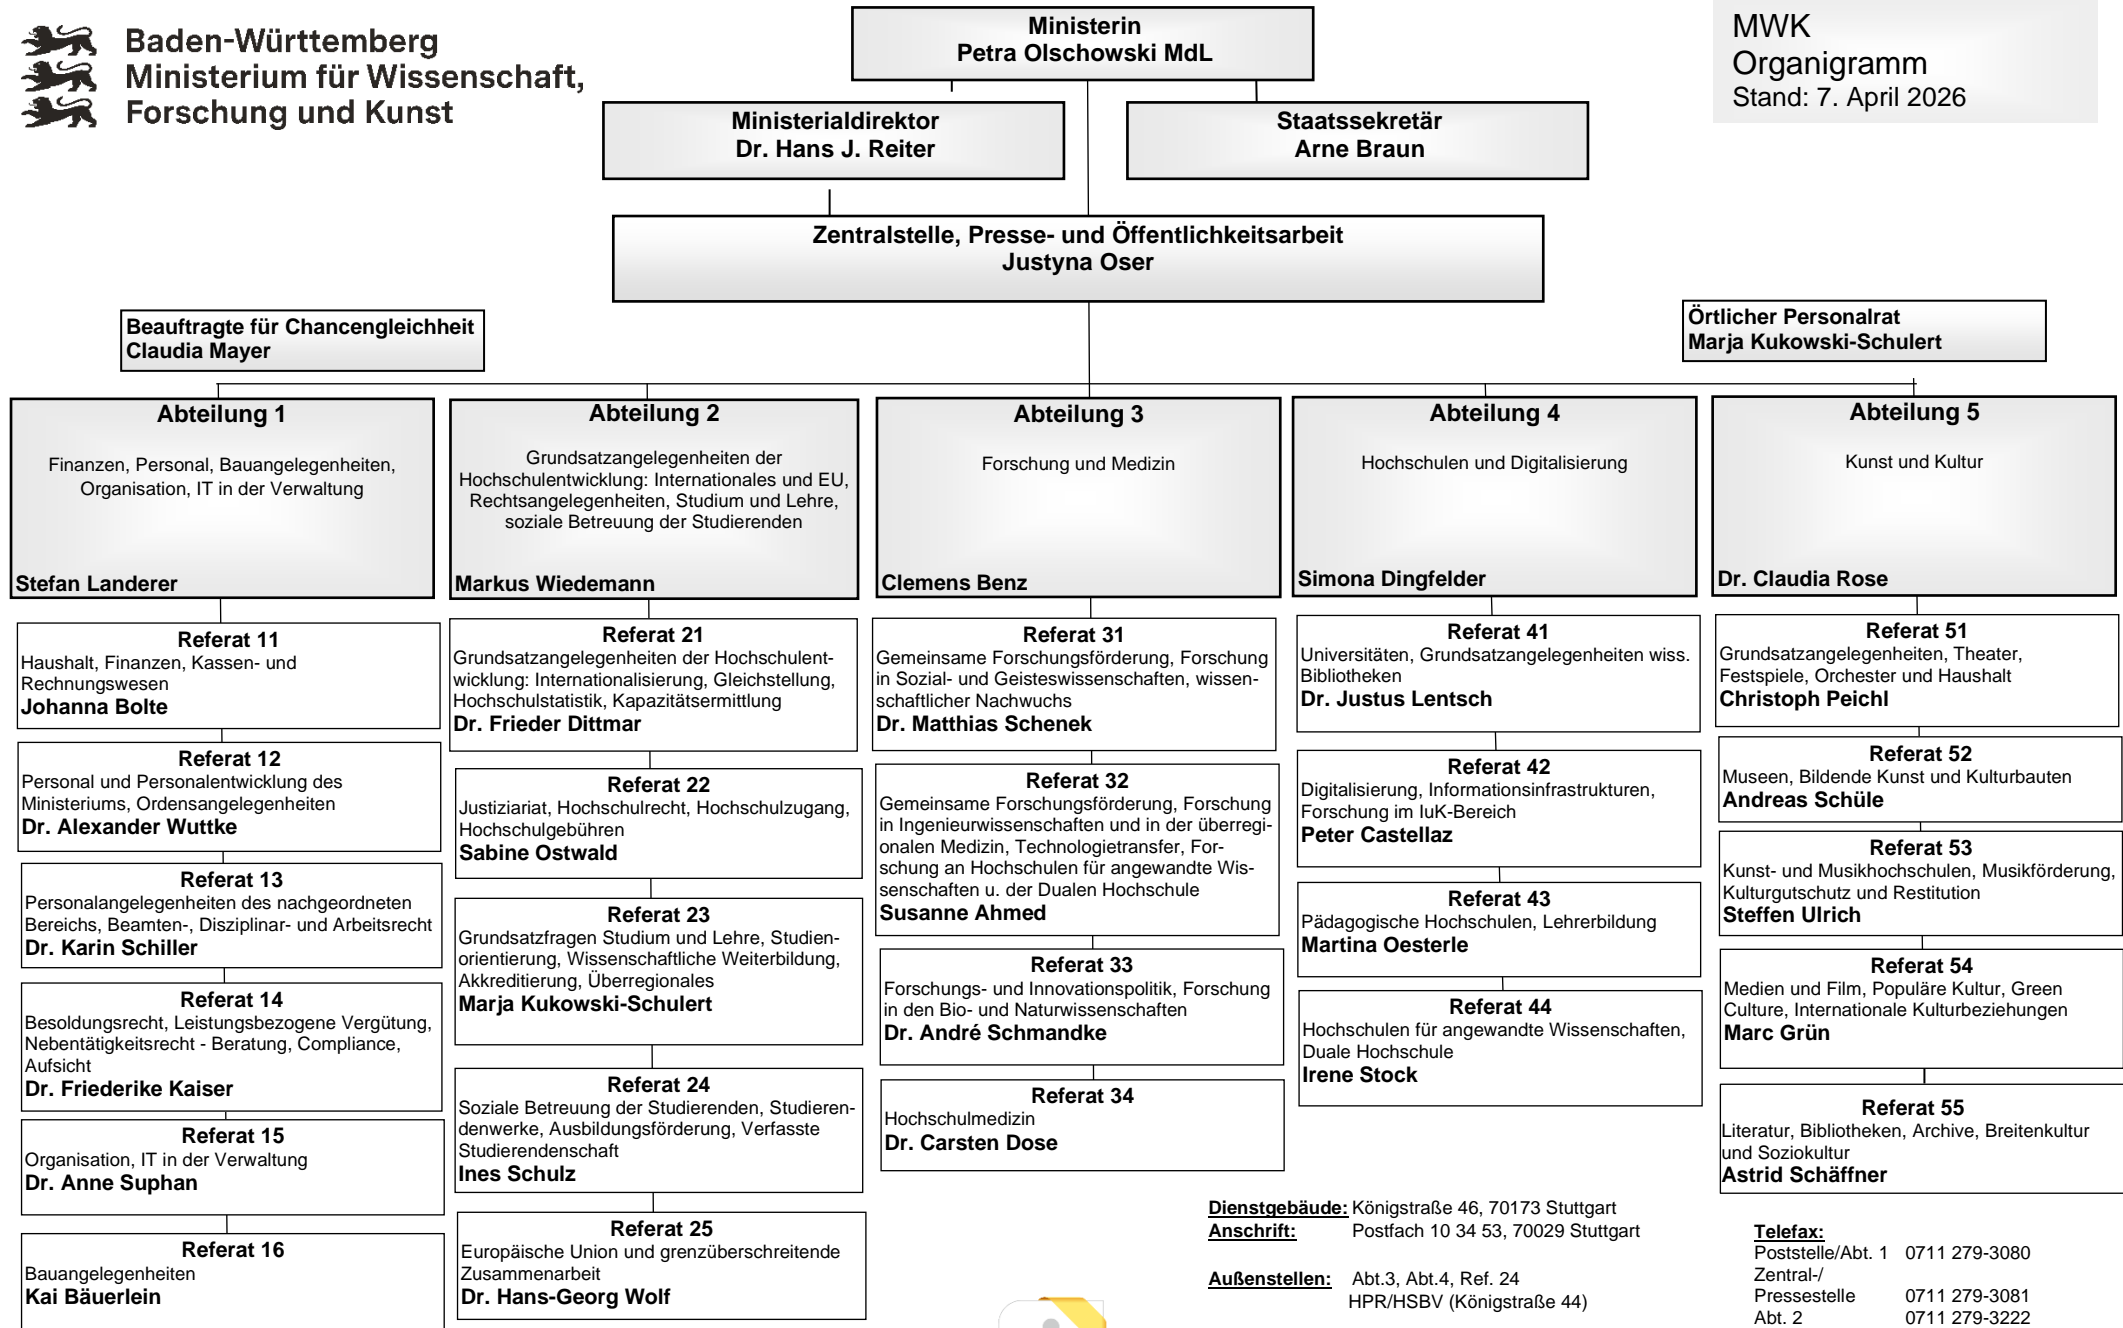 Baden-Württemberg
Ministerium für Wissenschaft,
Forschung und Kunst
Ministerin
Petra Olschowski MdL
MWK
Organigramm
Stand: 7. April 2026
Ministerialdirektor
Dr. Hans J. Reiter
Staatssekretär
Arne Braun
Zentralstelle, Presse- und Öffentlichkeitsarbeit
Justyna Oser
Beauftragte für Chancengleichheit
Claudia Mayer
Örtlicher Personalrat
Marja Kukowski-Schulert
Abteilung 1
Finanzen, Personal, Bauangelegenheiten,
Organisation, IT in der Verwaltung
Stefan Landerer
Referat 11
Haushalt, Finanzen, Kassen- und
Rechnungswesen
Johanna Bolte
Referat 12
Personal und Personalentwicklung des
Ministeriums, Ordensangelegenheiten
Dr. Alexander Wuttke
Referat 13
Personalangelegenheiten des nachgeordneten
Bereichs, Beamten-, Disziplinar- und Arbeitsrecht
Dr. Karin Schiller
Referat 14
Besoldungsrecht, Leistungsbezogene Vergütung,
Nebentätigkeitsrecht - Beratung, Compliance,
Aufsicht
Dr. Friederike Kaiser
Referat 15
Organisation, IT in der Verwaltung
Dr. Anne Suphan
Referat 16
Bauangelegenheiten
Kai Bäuerlein
Abteilung 2
Grundsatzangelegenheiten der
Hochschulentwicklung: Internationales und EU,
Rechtsangelegenheiten, Studium und Lehre,
soziale Betreuung der Studierenden
Markus Wiedemann
Referat 21
Grundsatzangelegenheiten der Hochschulent-
wicklung: Internationalisierung, Gleichstellung,
Hochschulstatistik, Kapazitätsermittlung
Dr. Frieder Dittmar
Referat 22
Justiziariat, Hochschulrecht, Hochschulzugang,
Hochschulgebühren
Sabine Ostwald
Referat 23
Grundsatzfragen Studium und Lehre, Studien-
orientierung, Wissenschaftliche Weiterbildung,
Akkreditierung, Überregionales
Marja Kukowski-Schulert
Referat 24
Soziale Betreuung der Studierenden, Studieren-
denwerke, Ausbildungsförderung, Verfasste
Studierendenschaft
Ines Schulz
Referat 25
Europäische Union und grenzüberschreitende
Zusammenarbeit
Dr. Hans-Georg Wolf
Abteilung 3
Forschung und Medizin
Clemens Benz
Referat 31
Gemeinsame Forschungsförderung, Forschung
in Sozial- und Geisteswissenschaften, wissen-
schaftlicher Nachwuchs
Dr. Matthias Schenek
Referat 32
Gemeinsame Forschungsförderung, Forschung
in Ingenieurwissenschaften und in der überregi-
onalen Medizin, Technologietransfer, For-
schung an Hochschulen für angewandte Wis-
senschaften u. der Dualen Hochschule
Susanne Ahmed
Referat 33
Forschungs- und Innovationspolitik, Forschung
in den Bio- und Naturwissenschaften
Dr. André Schmandke
Referat 34
Hochschulmedizin
Dr. Carsten Dose
Abteilung 4
Hochschulen und Digitalisierung
Simona Dingfelder
Referat 41
Universitäten, Grundsatzangelegenheiten wiss.
Bibliotheken
Dr. Justus Lentsch
Referat 42
Digitalisierung, Informationsinfrastrukturen,
Forschung im IuK-Bereich
Peter Castellaz
Referat 43
Pädagogische Hochschulen, Lehrerbildung
Martina Oesterle
Referat 44
Hochschulen für angewandte Wissenschaften,
Duale Hochschule
Irene Stock
Abteilung 5
Kunst und Kultur
Dr. Claudia Rose
Referat 51
Grundsatzangelegenheiten, Theater,
Festspiele, Orchester und Haushalt
Christoph Peichl
Referat 52
Museen, Bildende Kunst und Kulturbauten
Andreas Schüle
Referat 53
Kunst- und Musikhochschulen, Musikförderung,
Kulturgutschutz und Restitution
Steffen Ulrich
Referat 54
Medien und Film, Populäre Kultur, Green
Culture, Internationale Kulturbeziehungen
Marc Grün
Referat 55
Literatur, Bibliotheken, Archive, Breitenkultur
und Soziokultur
Astrid Schäffner
Dienstgebäude: Königstraße 46, 70173 Stuttgart
Anschrift: Postfach 10 34 53, 70029 Stuttgart
Außenstellen: Abt.3, Abt.4, Ref. 24
HPR/HSBV (Königstraße 44)
Telefax:
Poststelle/Abt. 1 0711 279-3080
Zentral-/
Pressestelle 0711 279-3081
Abt. 2 0711 279-3222